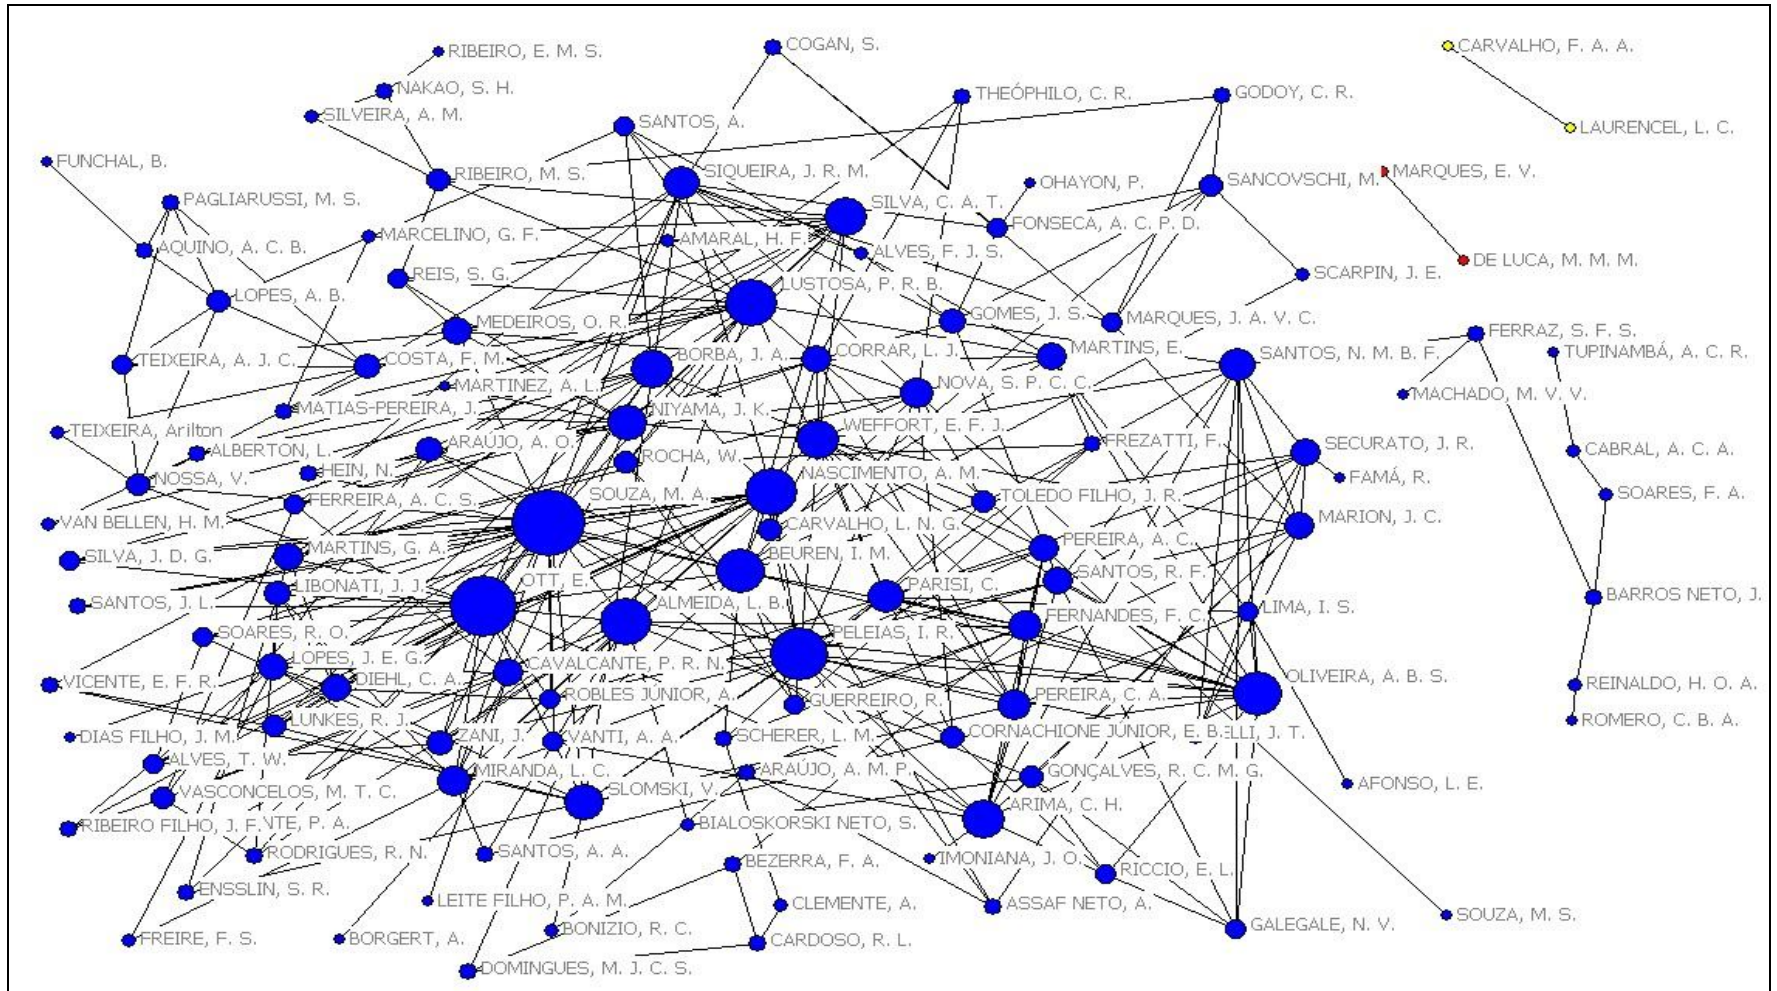 RIBEIRO, E. M. S.
COGAN, S.
CARVALHO, F. A. A.
NAKAO, S. H.
THEÓPHILO, C. R.
GODOY, C. R.
SILVEIRA, A. M.
SANTOS, A.
LAURENCEL, L. C.
FUNCHAL, B.
RIBEIRO, M. S.
SIQUEIRA, J. R. M.
OHAYON, P.
SANCOVSCHI, M.
MARQUES, E. V.
PAGLIARUSSI, M. S.
SILVA, C. A. T.
FONSECA, A. C. P. D.
AQUINO, A. C. B.
MARCELINO, G. F.
AMARAL, H. F.
ALVES, F. J. S.
DE LUCA, M. M. M.
REIS, S. G.
LUSTOSA, P. R. B.
SCARPIN, J. E.
LOPES, A. B.
MEDEIROS, O. R.
GOMES, J. S.
MARQUES, J. A. V. C.
FERRAZ, S. F. S.
TEIXEIRA, A. J. C.
COSTA, F. M.
BORBA, J. A.
CORRAR, L. J.
MARTINS, E.
SANTOS, N. M. B. F.
TUPINAMBÁ, A. C. R.
MARTINEZ, A. L.
NOVA, S. P. C. C.
MACHADO, M. V. V.
MATIAS-PEREIRA, J.
NIYAMA, J. K.
WEFFORT, E. F. J.
TEIXEIRA, Arilton
ALBERTON, L.
ARAÚJO, A. O.
ROCHA, W.
FREZATTI, F.
SECURATO, J. R.
CABRAL, A. C. A.
NOSSA, V.
HEIN, N.
NASCIMENTO, A. M.
FAMÁ, R.
FERREIRA, A. C. S.
SOUZA, M. A.
TOLEDO FILHO, J. R.
SOARES, F. A.
VAN BELLEN, H. M.
CARVALHO, L. N. G.
MARION, J. C.
SILVA, J. D. G.
MARTINS, G. A.
BEUREN, I. M.
PEREIRA, A. C.
LIBONATI, J. J.
OTT, E.
SANTOS, R. F.
SANTOS, J. L.
ALMEIDA, L. B.
PARISI, C.
FERNANDES, F. C.
LIMA, I. S.
BARROS NETO, J.
SOARES, R. O.
PELEIAS, I. R.
LOPES, J. E. G.
CAVALCANTE, P. R. N.
OLIVEIRA, A. B. S.
VICENTE, E. F. R.
DIEHL, C. A.
ROBLES JÚNIOR, A.
GUERREIRO, R.
PEREIRA, C. A.
REINALDO, H. O. A.
LUNKES, R. J.
ROMERO, C. B. A.
DIAS FILHO, J. M.
ZANI, J.
VANTI, A. A.
SCHERER, L. M.
CORNACHIONE JÚNIOR, E. B.
ELLI, J. T.
ALVES, T. W.
MIRANDA, L. C.
ARAÚJO, A. M. P.
GONÇALVES, R. C. M. G.
AFONSO, L. E.
VASCONCELOS, M. T. C.
SLOMSKI, V.
ARIMA, C. H.
RIBEIRO FILHO, J. F.
NTE, P. A.
BIALOSKORSKI NETO, S.
RODRIGUES, R. N.
SANTOS, A. A.
BEZERRA, F. A.
IMONIANA, J. O.
RICCIO, E. L.
ENSSLIN, S. R.
LEITE FILHO, P. A. M.
CLEMENTE, A.
ASSAF NETO, A.
SOUZA, M. S.
FREIRE, F. S.
BORGERT, A.
BONIZIO, R. C.
CARDOSO, R. L.
GALEGALE, N. V.
DOMINGUES, M. J. C. S.